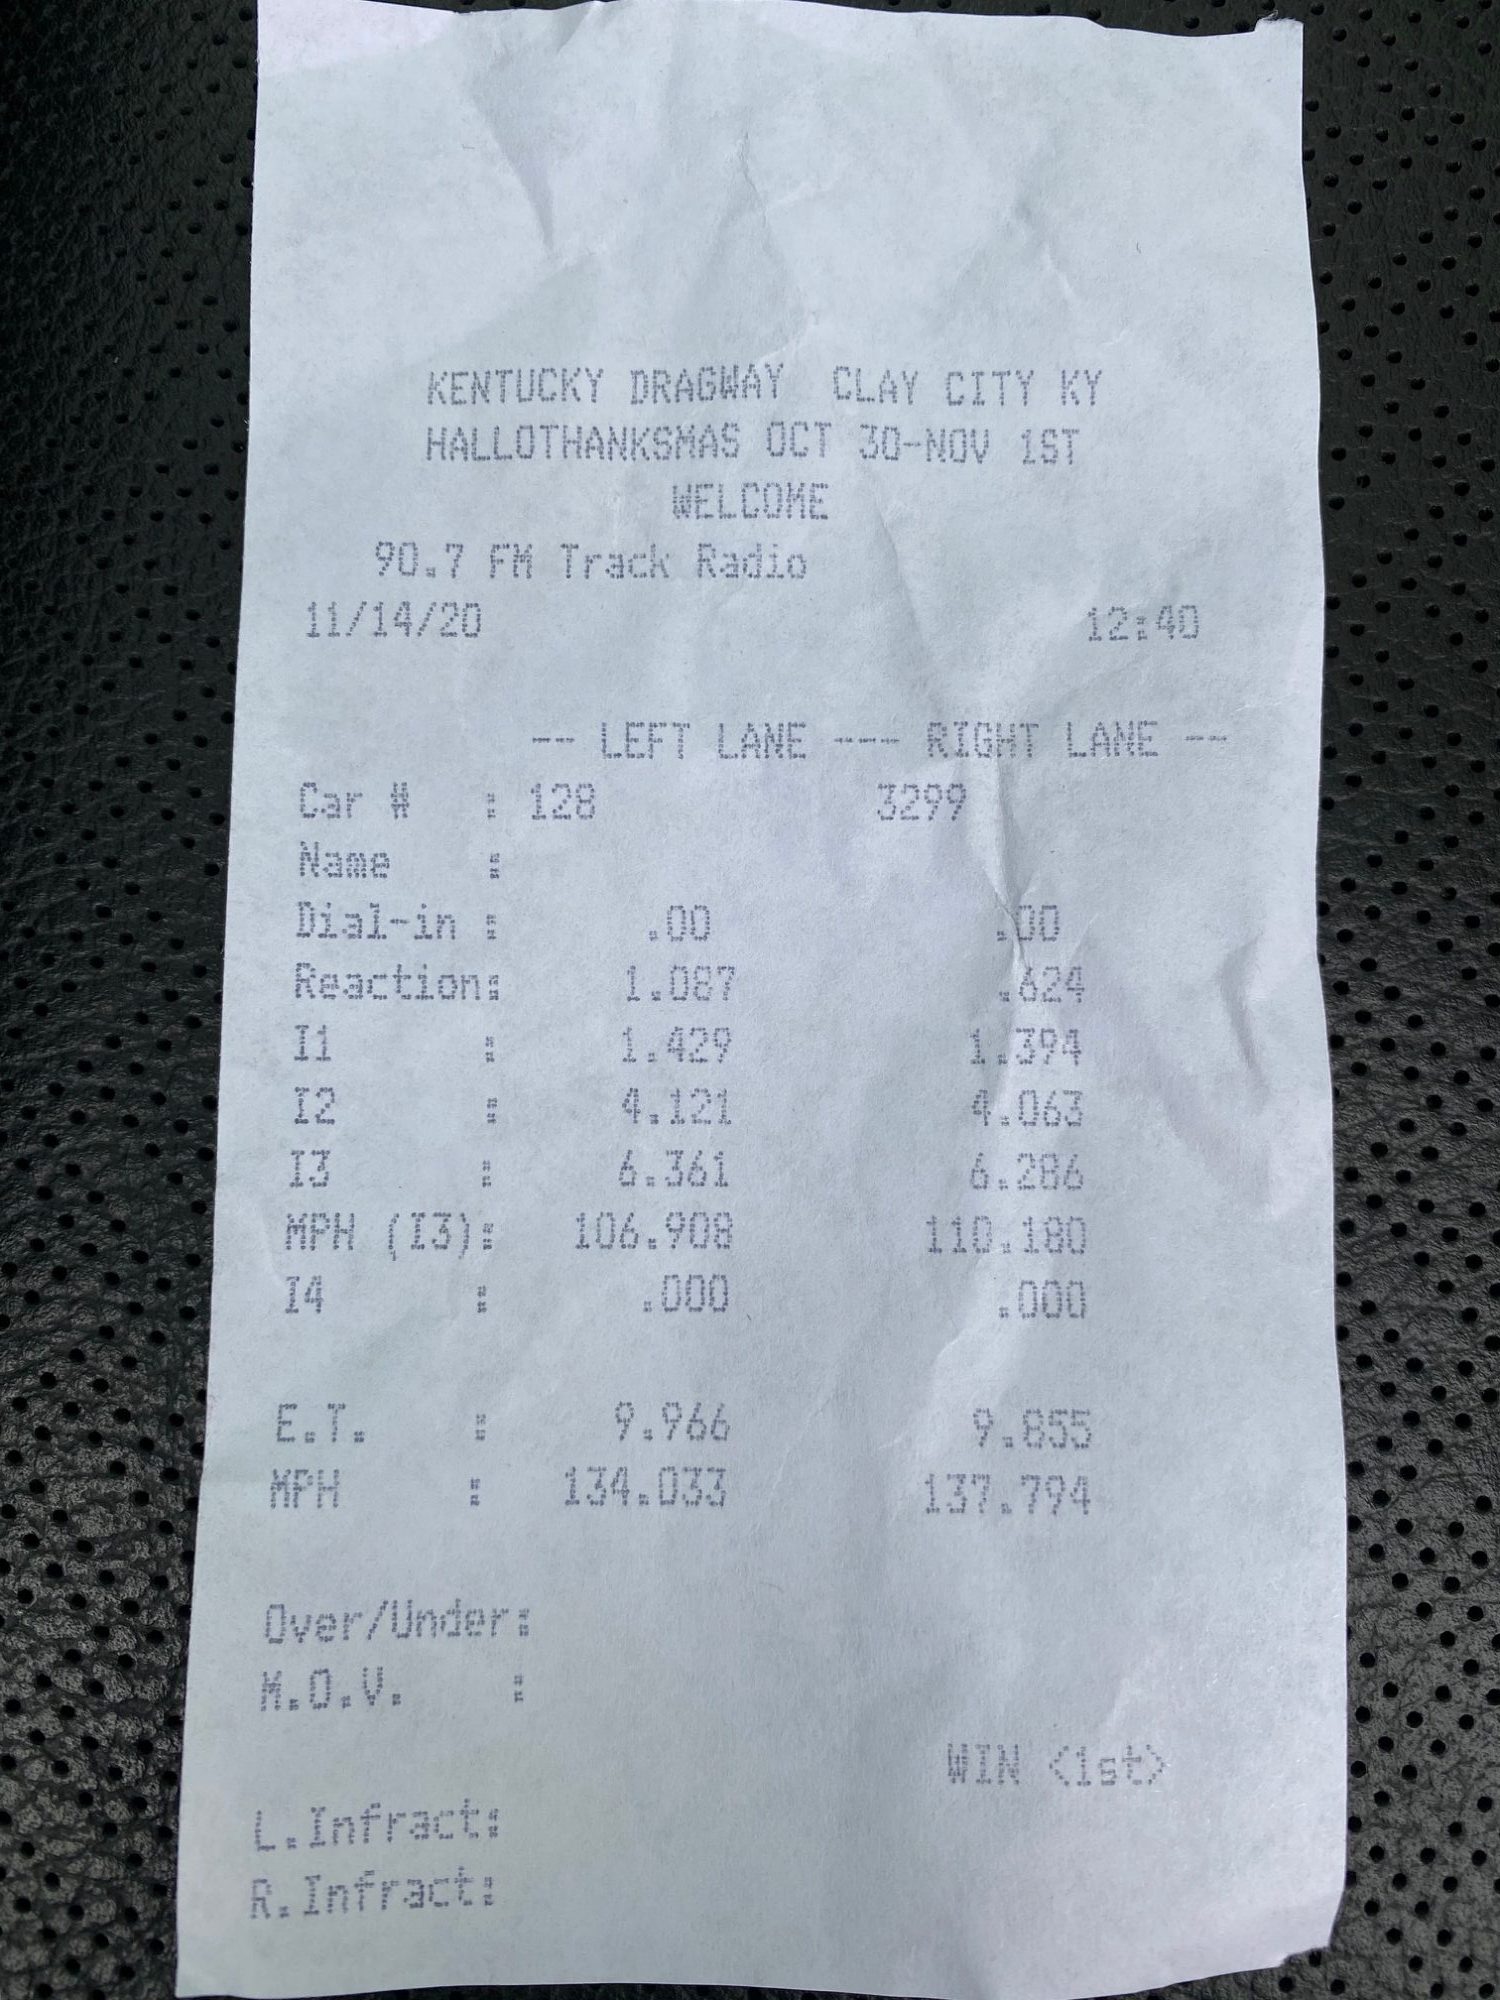 KENTUCKY DRAGWAY CLAY CITY KY
HALLOTHANKSMAS OCT 30-NOV 1ST
WELCOME
90.7 FM Track Radio
11/14/20 12:40
-- LEFT LANE --- RIGHT LANE --
Car # : 128 3299
Name :
Dial-in : .00 .00
Reaction: 1.087 .624
I1 : 1.429 1.394
I2 : 4.121 4.063
I3 : 6.361 6.286
MPH (I3): 106.908 110.180
I4 : .000 .000
E.T. : 9.966 9.855
MPH : 134.033 137.794
Over/Under:
M.O.V. :
WIN <1st>
L.Infract:
R.Infract: